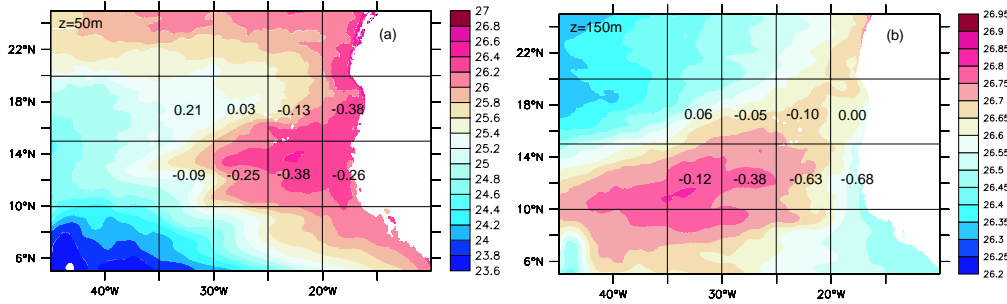 z=50m
(a)
22°N
18°N
14°N
10°N
6°N
0.21 0.03 -0.13 -0.38
-0.09 -0.25 -0.38 -0.26
40°W 30°W 20°W
27
26.8
26.6
26.4
26.2
26
25.8
25.6
25.4
25.2
25
24.8
24.6
24.4
24.2
24
23.8
23.6
z=150m
(b)
22°N
18°N
14°N
10°N
6°N
0.06 -0.05 -0.10 0.00
-0.12 -0.38 -0.63 -0.68
40°W 30°W 20°W
26.95
26.9
26.85
26.8
26.75
26.7
26.65
26.6
26.55
26.5
26.45
26.4
26.35
26.3
26.25
26.2